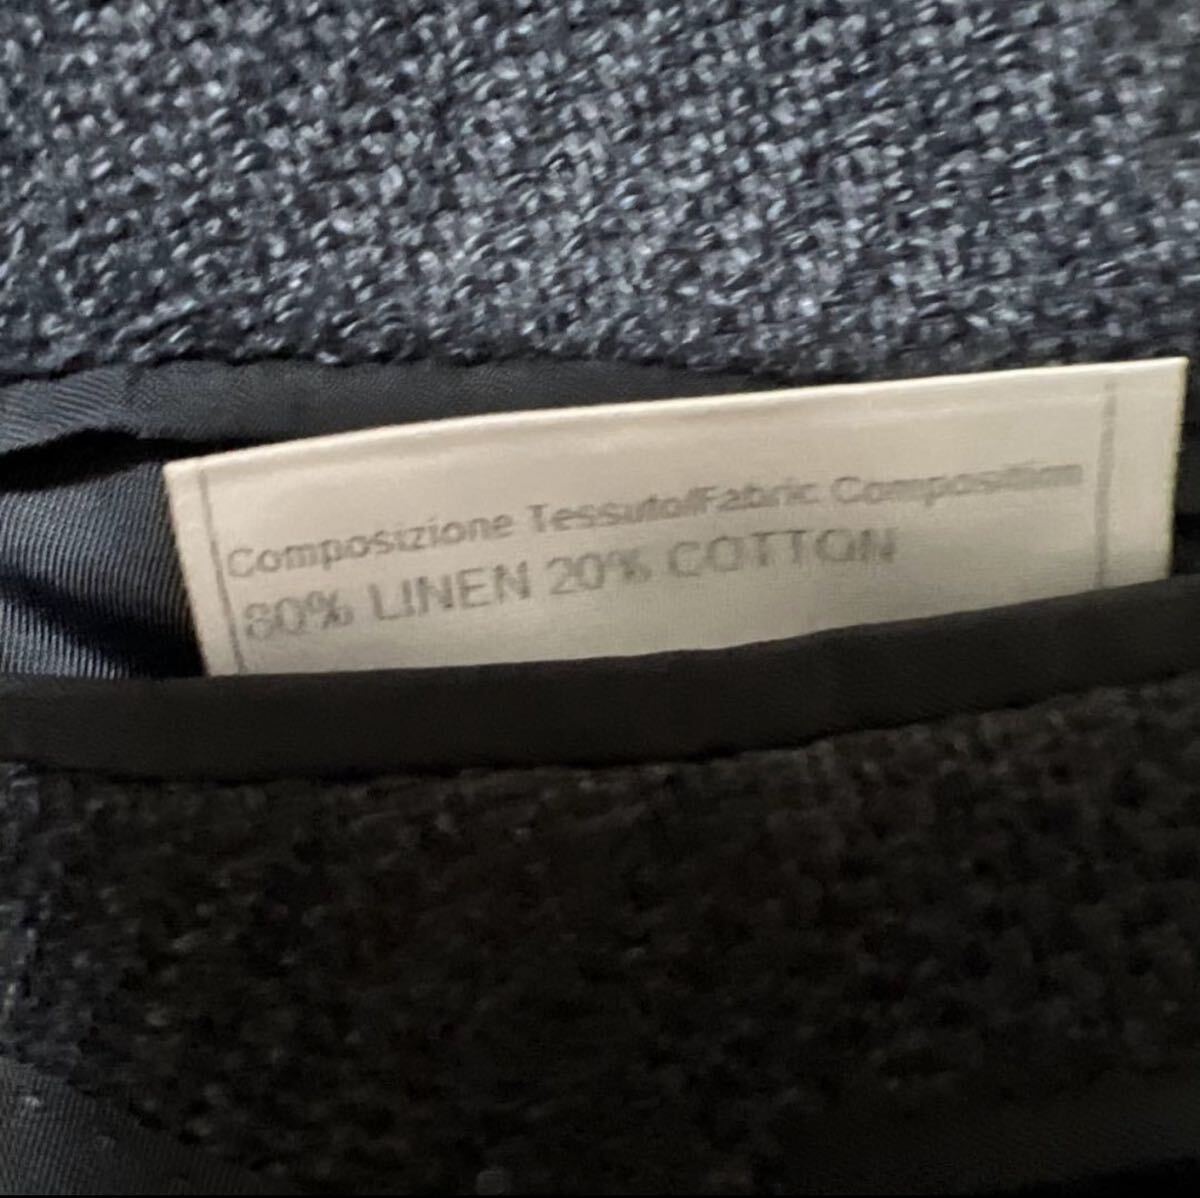 Composizione Tessuto/Fabric Composition
80% LINEN 20% COTTON